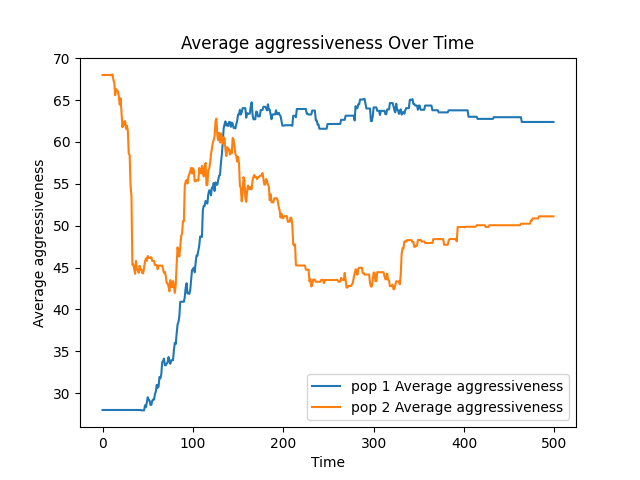 Average aggressiveness Over Time
Average aggressiveness
70
65
60
55
50
45
40
35
30
pop 1 Average aggressiveness
pop 2 Average aggressiveness
0 100 200 300 400 500
Time